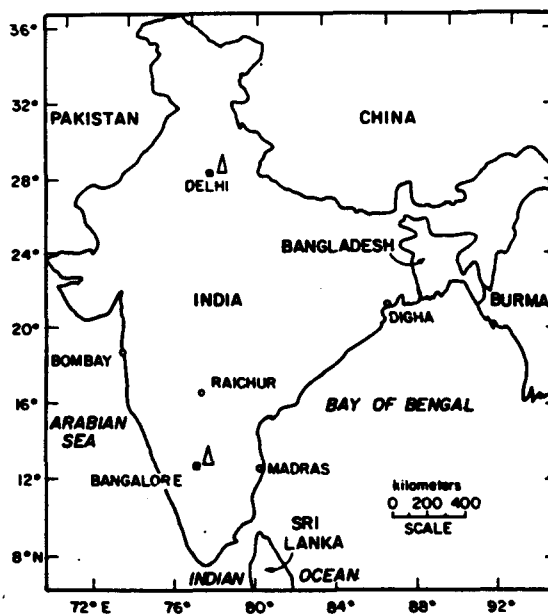 36°
32°
PAKISTAN
CHINA
DELHI
28°
BANGLADESH
24°
INDIA
BURMA
20°
DIGHA
BOMBAY
RAICHUR
16°
ARABIAN
SEA
BAY OF BENGAL
12°
BANGALORE
MADRAS
kilometers
0 200 400
SCALE
SRI
LANKA
8°N
INDIAN OCEAN
72°E 76° 80° 84° 88° 92°